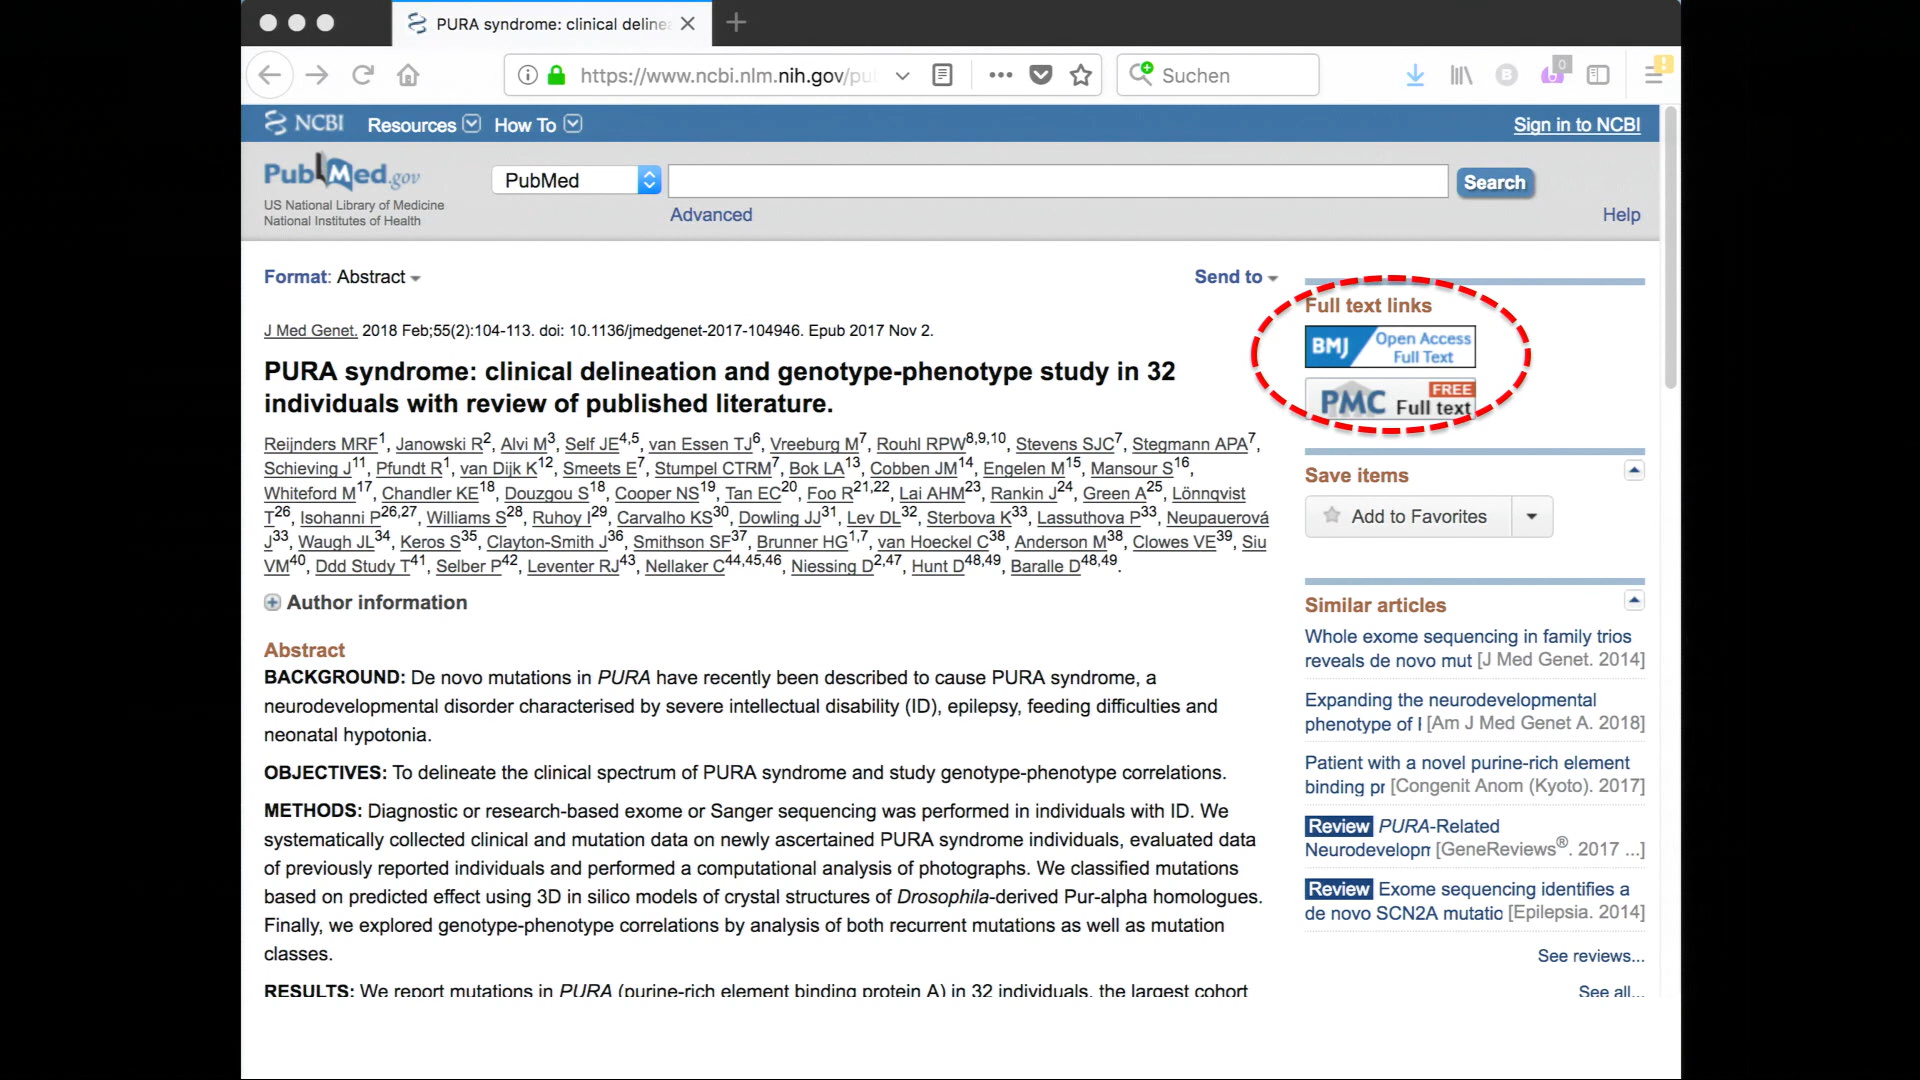 PURA syndrome: clinical deline
https://www.ncbi.nlm.nih.gov/pu
Suchen
0
NCBI Resources How To Sign in to NCBI
PubMed.gov
US National Library of Medicine
National Institutes of Health
PubMed
Search
Advanced
Help
Format: Abstract
Send to
J Med Genet. 2018 Feb;55(2):104-113. doi: 10.1136/jmedgenet-2017-104946. Epub 2017 Nov 2.
PURA syndrome: clinical delineation and genotype-phenotype study in 32
individuals with review of published literature.
Reijnders MRF1, Janowski R2, Alvi M3, Self JE4,5, van Essen TJ6, Vreeburg M7, Rouhl RPW8,9,10, Stevens SJC7, Stegmann APA7,
Schieving J11, Pfundt R1, van Dijk K12, Smeets E7, Stumpel CTRM7, Bok LA13, Cobben JM14, Engelen M15, Mansour S16,
Whiteford M17, Chandler KE18, Douzgou S18, Cooper NS19, Tan EC20, Foo R21,22, Lai AHM23, Rankin J24, Green A25, Lönnqvist
T26, Isohanni P26,27, Williams S28, Ruhoy I29, Carvalho KS30, Dowling JJ31, Lev DL32, Sterbova K33, Lassuthova P33, Neupauerová
J33, Waugh JL34, Keros S35, Clayton-Smith J36, Smithson SF37, Brunner HG1,7, van Hoeckel C38, Anderson M38, Clowes VE39, Siu
VM40, Ddd Study T41, Selber P42, Leventer RJ43, Nellaker C44,45,46, Niessing D2,47, Hunt D48,49, Baralle D48,49.
Author information
Abstract
BACKGROUND: De novo mutations in PURA have recently been described to cause PURA syndrome, a
neurodevelopmental disorder characterised by severe intellectual disability (ID), epilepsy, feeding difficulties and
neonatal hypotonia.
OBJECTIVES: To delineate the clinical spectrum of PURA syndrome and study genotype-phenotype correlations.
METHODS: Diagnostic or research-based exome or Sanger sequencing was performed in individuals with ID. We
systematically collected clinical and mutation data on newly ascertained PURA syndrome individuals, evaluated data
of previously reported individuals and performed a computational analysis of photographs. We classified mutations
based on predicted effect using 3D in silico models of crystal structures of Drosophila-derived Pur-alpha homologues.
Finally, we explored genotype-phenotype correlations by analysis of both recurrent mutations as well as mutation
classes.
RESULTS: We report mutations in PURA (purine-rich element binding protein A) in 32 individuals, the largest cohort
Full text links
BMJ Open Access
Full Text
PMC FREE
Full text
Save items
Add to Favorites
Similar articles
Whole exome sequencing in family trios
reveals de novo mut [J Med Genet. 2014]
Expanding the neurodevelopmental
phenotype of [Am J Med Genet A. 2018]
Patient with a novel purine-rich element
binding pr [Congenit Anom (Kyoto). 2017]
Review PURA-Related
Neurodevelopn [GeneReviews®. 2017 ...]
Review Exome sequencing identifies a
de novo SCN2A mutatio [Epilepsia. 2014]
See reviews...
See all...